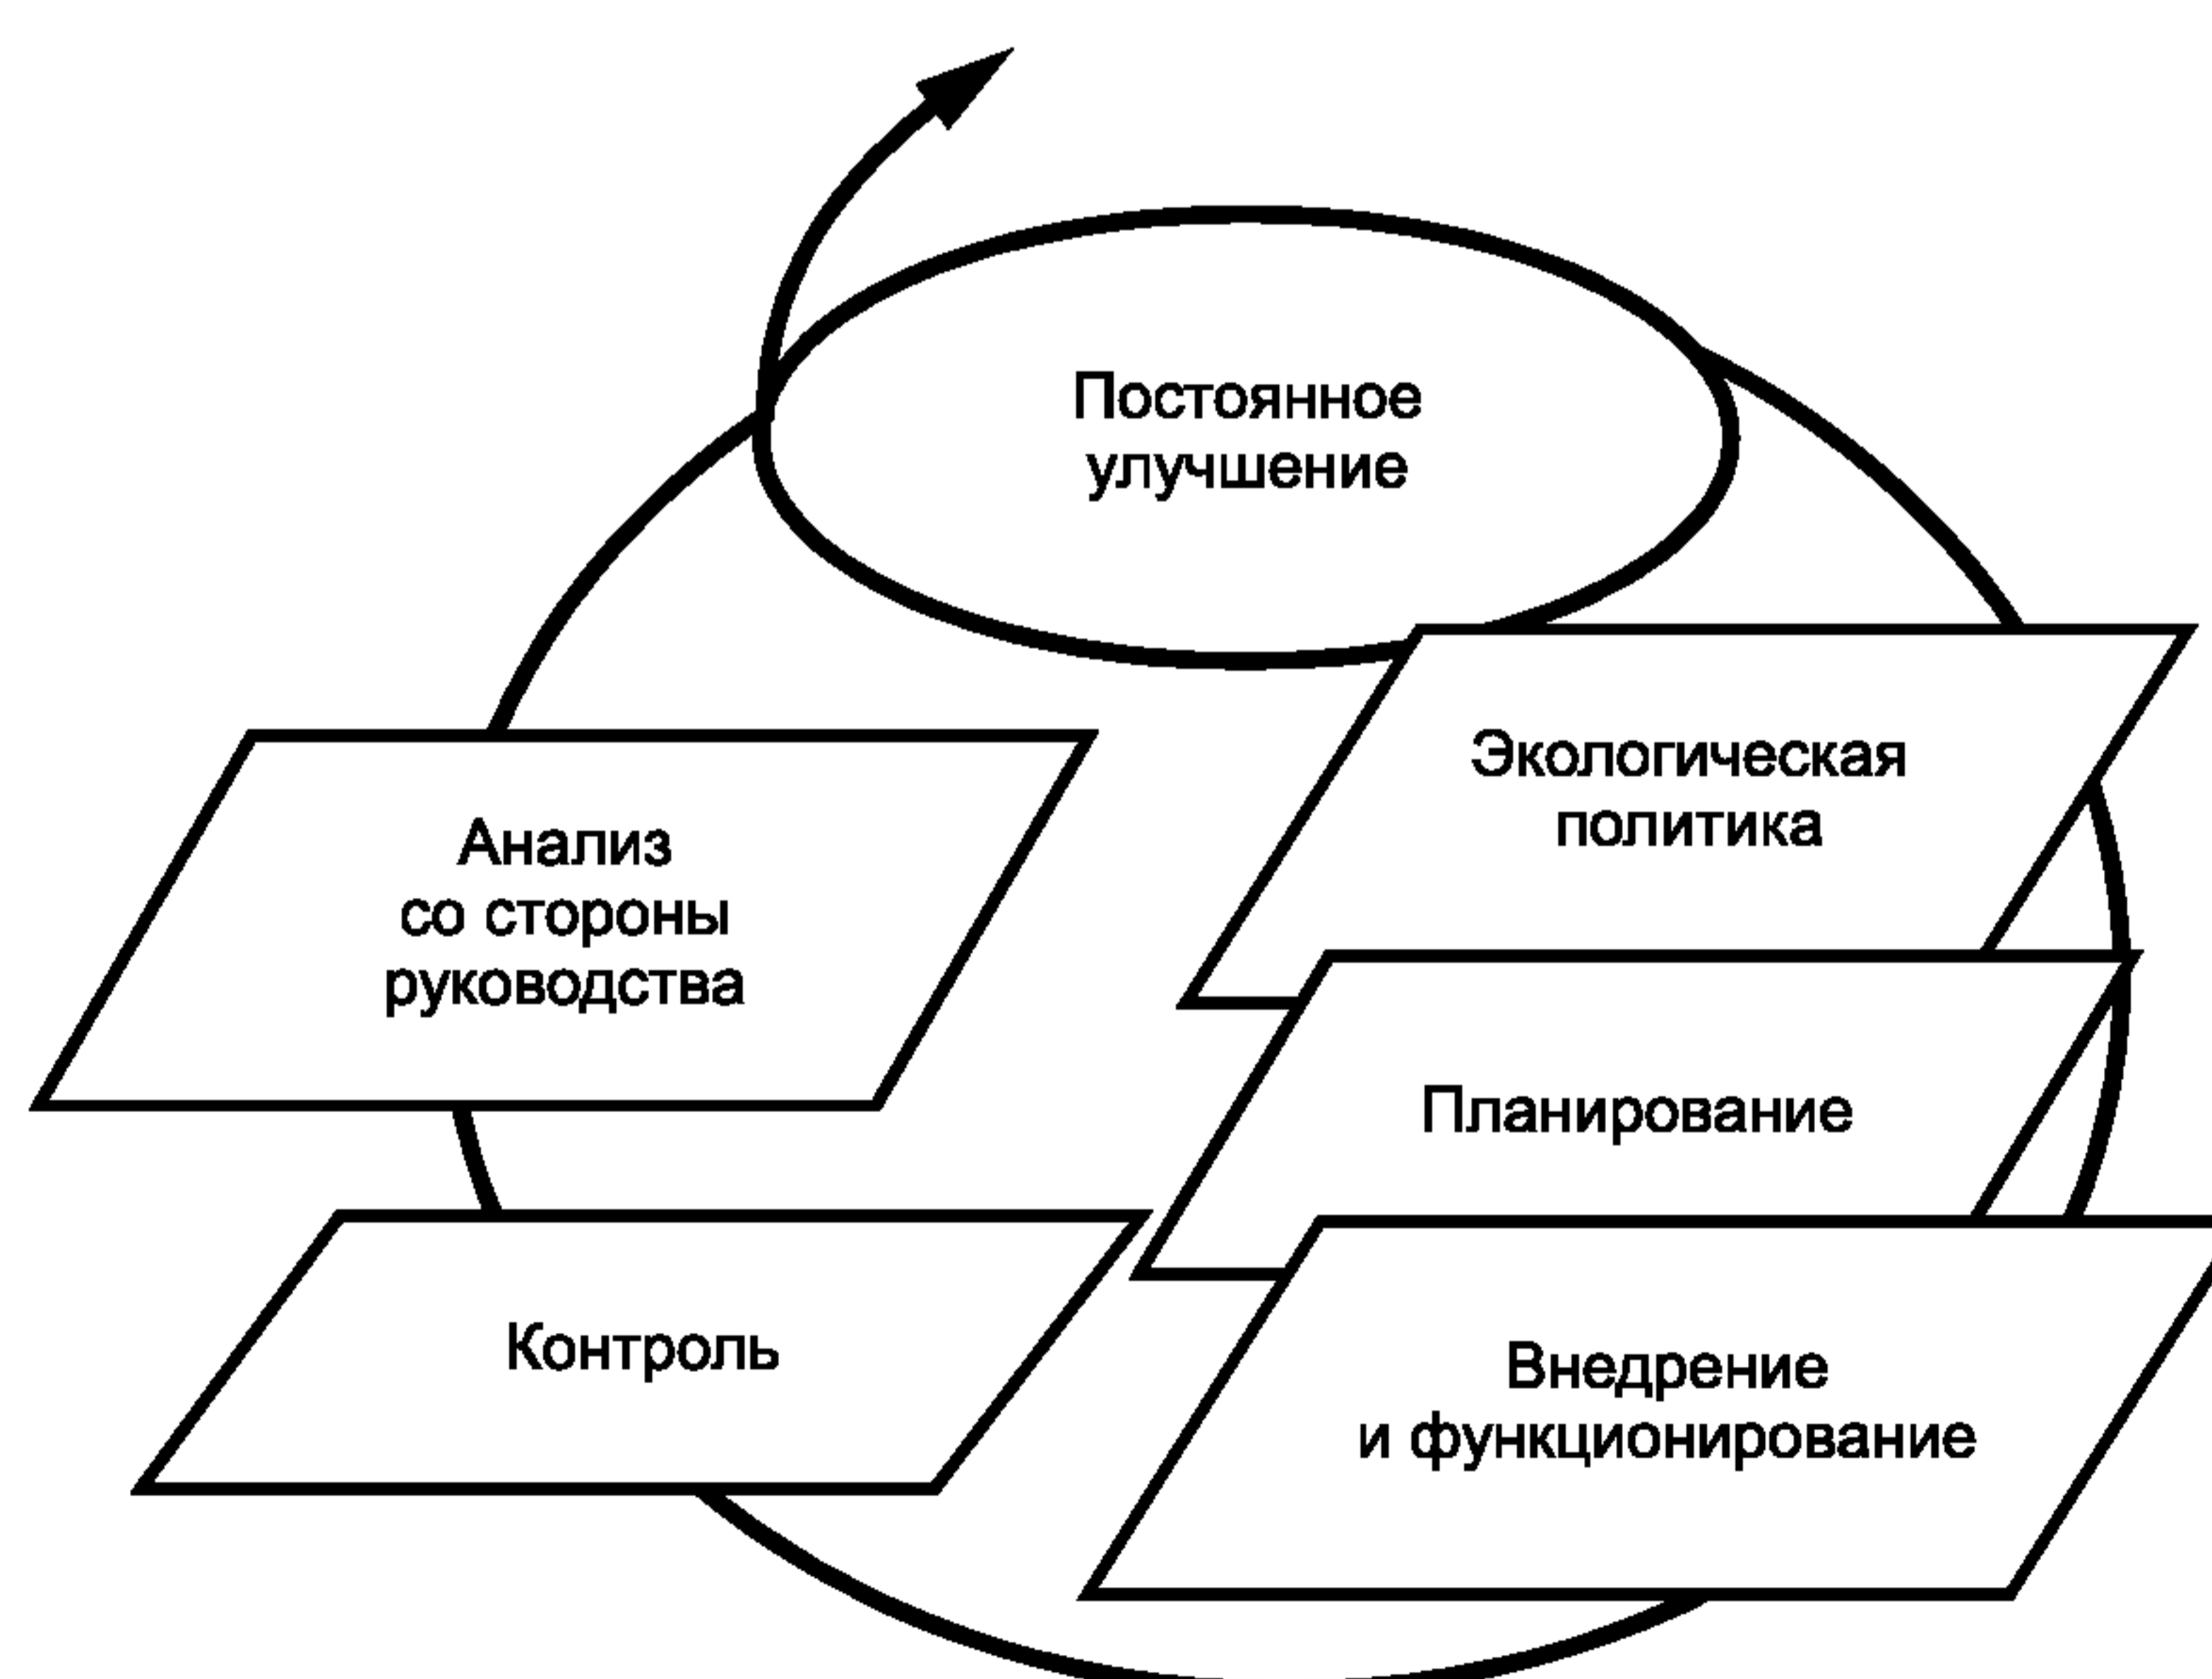 Постоянное
улучшение
Экологическая
политика
Анализ
со стороны
руководства
Планирование
Контроль
Внедрение
и функционирование